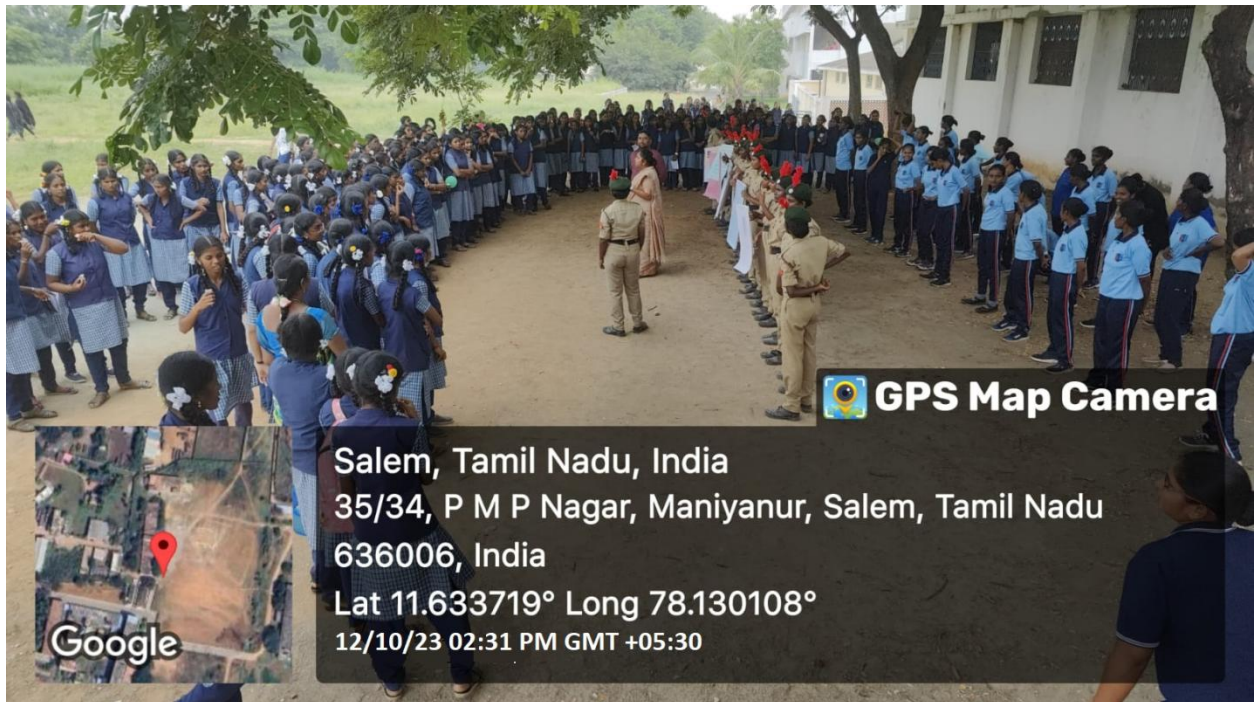 GPS Map Camera
Salem, Tamil Nadu, India
35/34, P M P Nagar, Maniyanur, Salem, Tamil Nadu
636006, India
Lat 11.633719° Long 78.130108°
12/10/23 02:31 PM GMT +05:30
Google